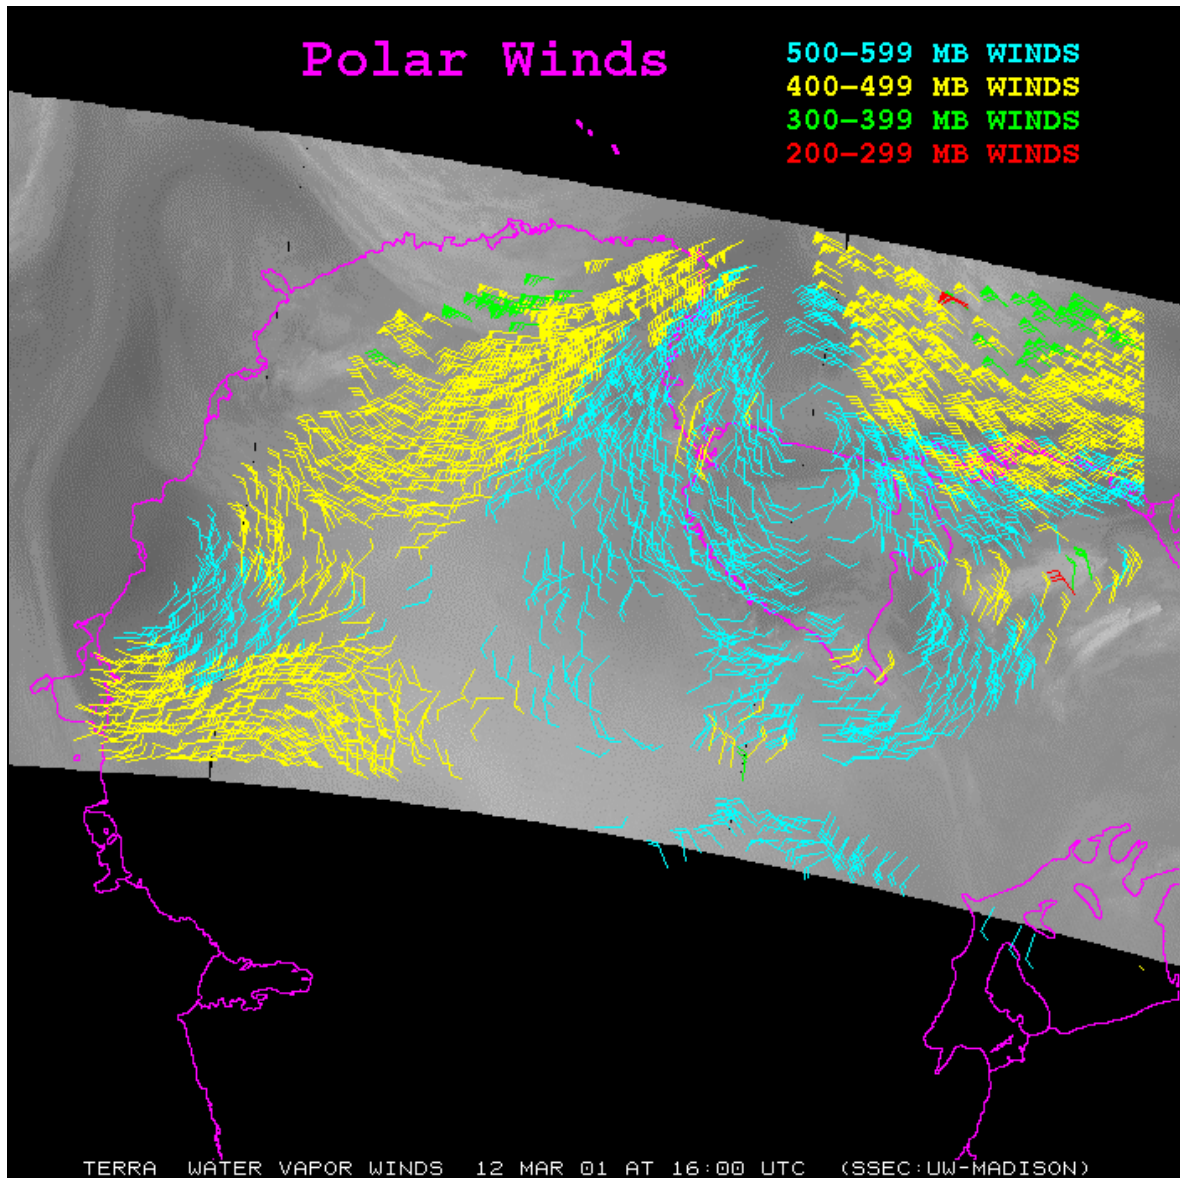 Polar Winds
500-599 MB WINDS
400-499 MB WINDS
300-399 MB WINDS
200-299 MB WINDS
TERRA WATER VAPOR WINDS 12 MAR 01 AT 16:00 UTC (SSEC:UW-MADISON)